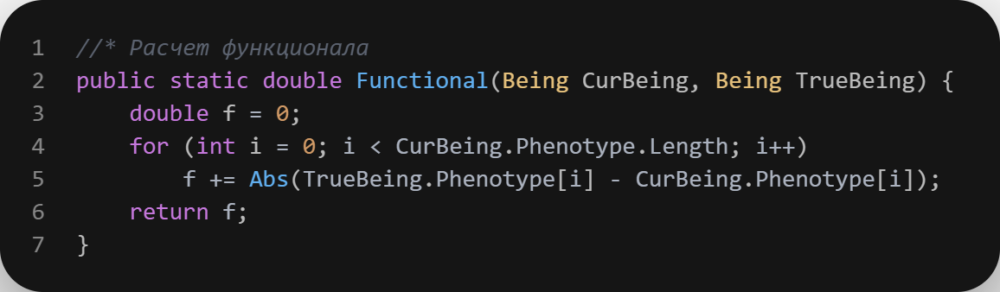 1 //* Расчет функционала
2 public static double Functional(Being CurBeing, Being TrueBeing) {
3     double f = 0;
4     for (int i = 0; i < CurBeing.Phenotype.Length; i++)
5         f += Abs(TrueBeing.Phenotype[i] - CurBeing.Phenotype[i]);
6     return f;
7 }